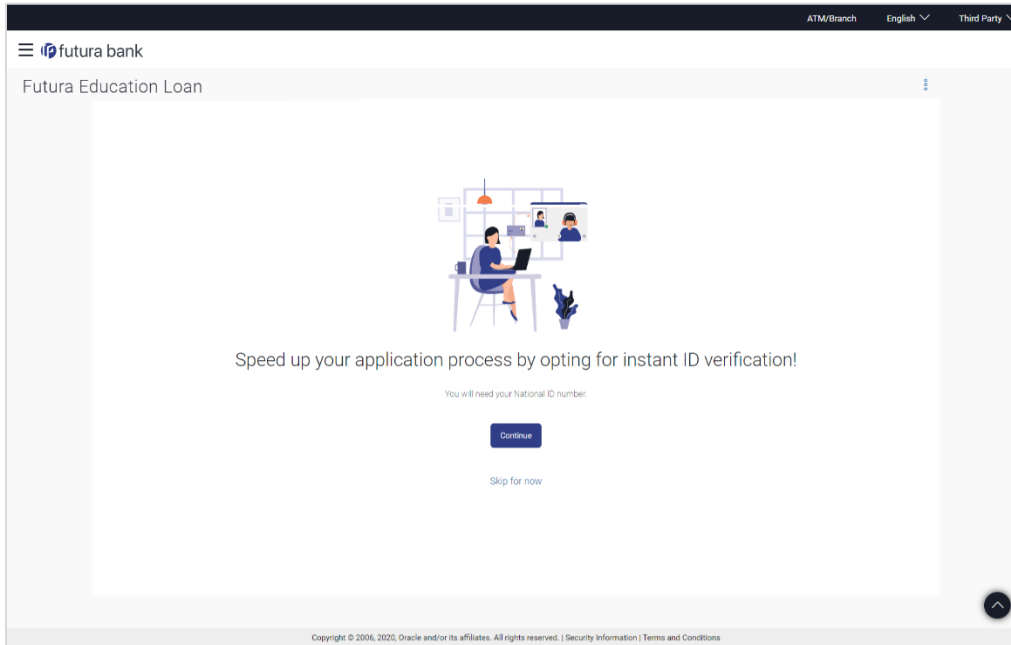 ATM/Branch English Third Party
futura bank
Futura Education Loan
Speed up your application process by opting for instant ID verification!
You will need your National ID number.
Continue
Skip for now
Copyright © 2006, 2020, Oracle and/or its affiliates. All rights reserved. | Security Information | Terms and Conditions